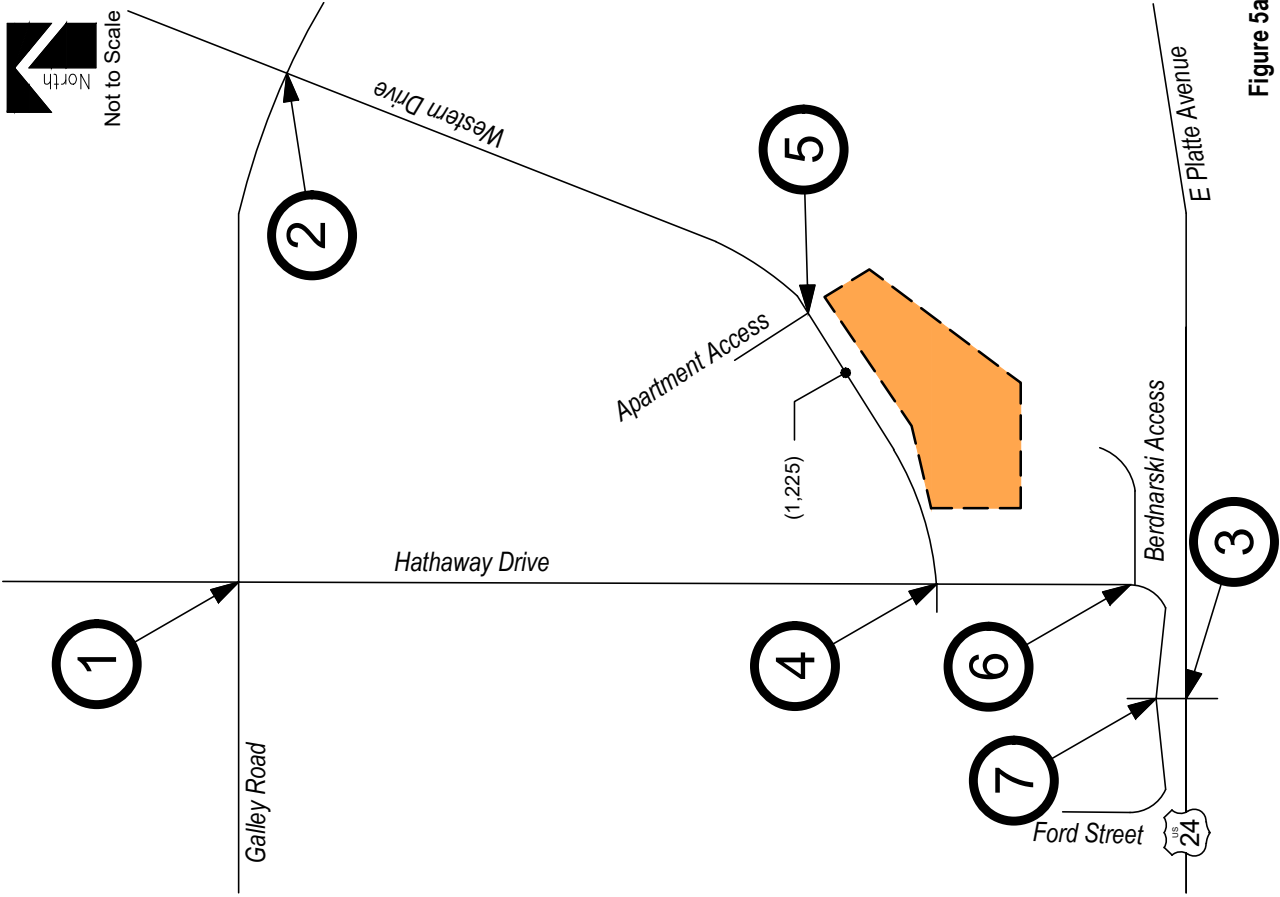 North
Not to Scale
1
2
Western Drive
5
Apartment Access
(1,225)
Hathaway Drive
Galley Road
4
6
7
3
Berdnarski Access
E Platte Avenue
Ford Street
US
24
Figure 5a